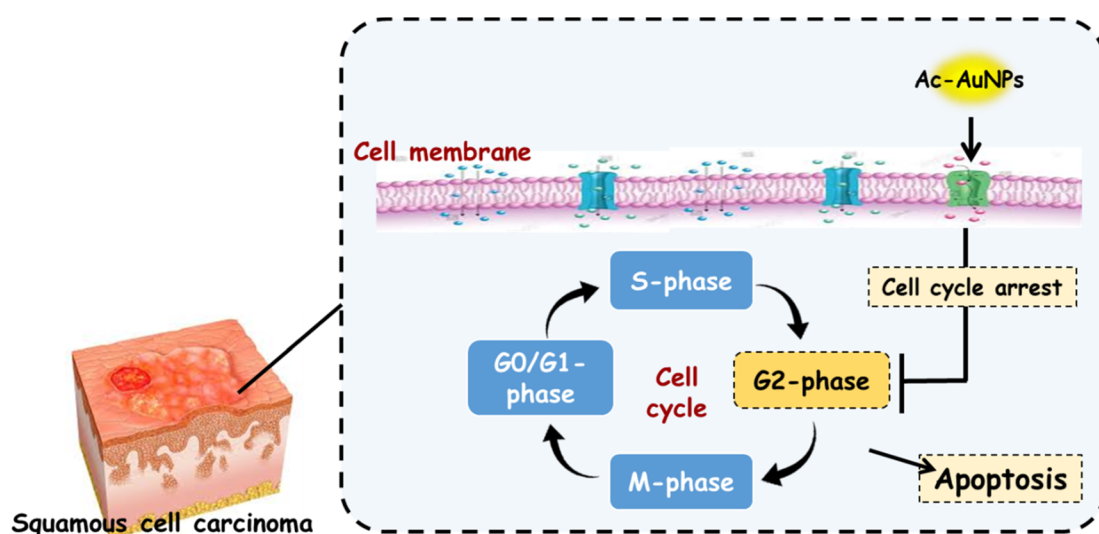 Ac-AuNPs
Cell membrane
S-phase
Cell cycle arrest
G0/G1-
phase
Cell
cycle
G2-phase
M-phase
Apoptosis
Squamous cell carcinoma